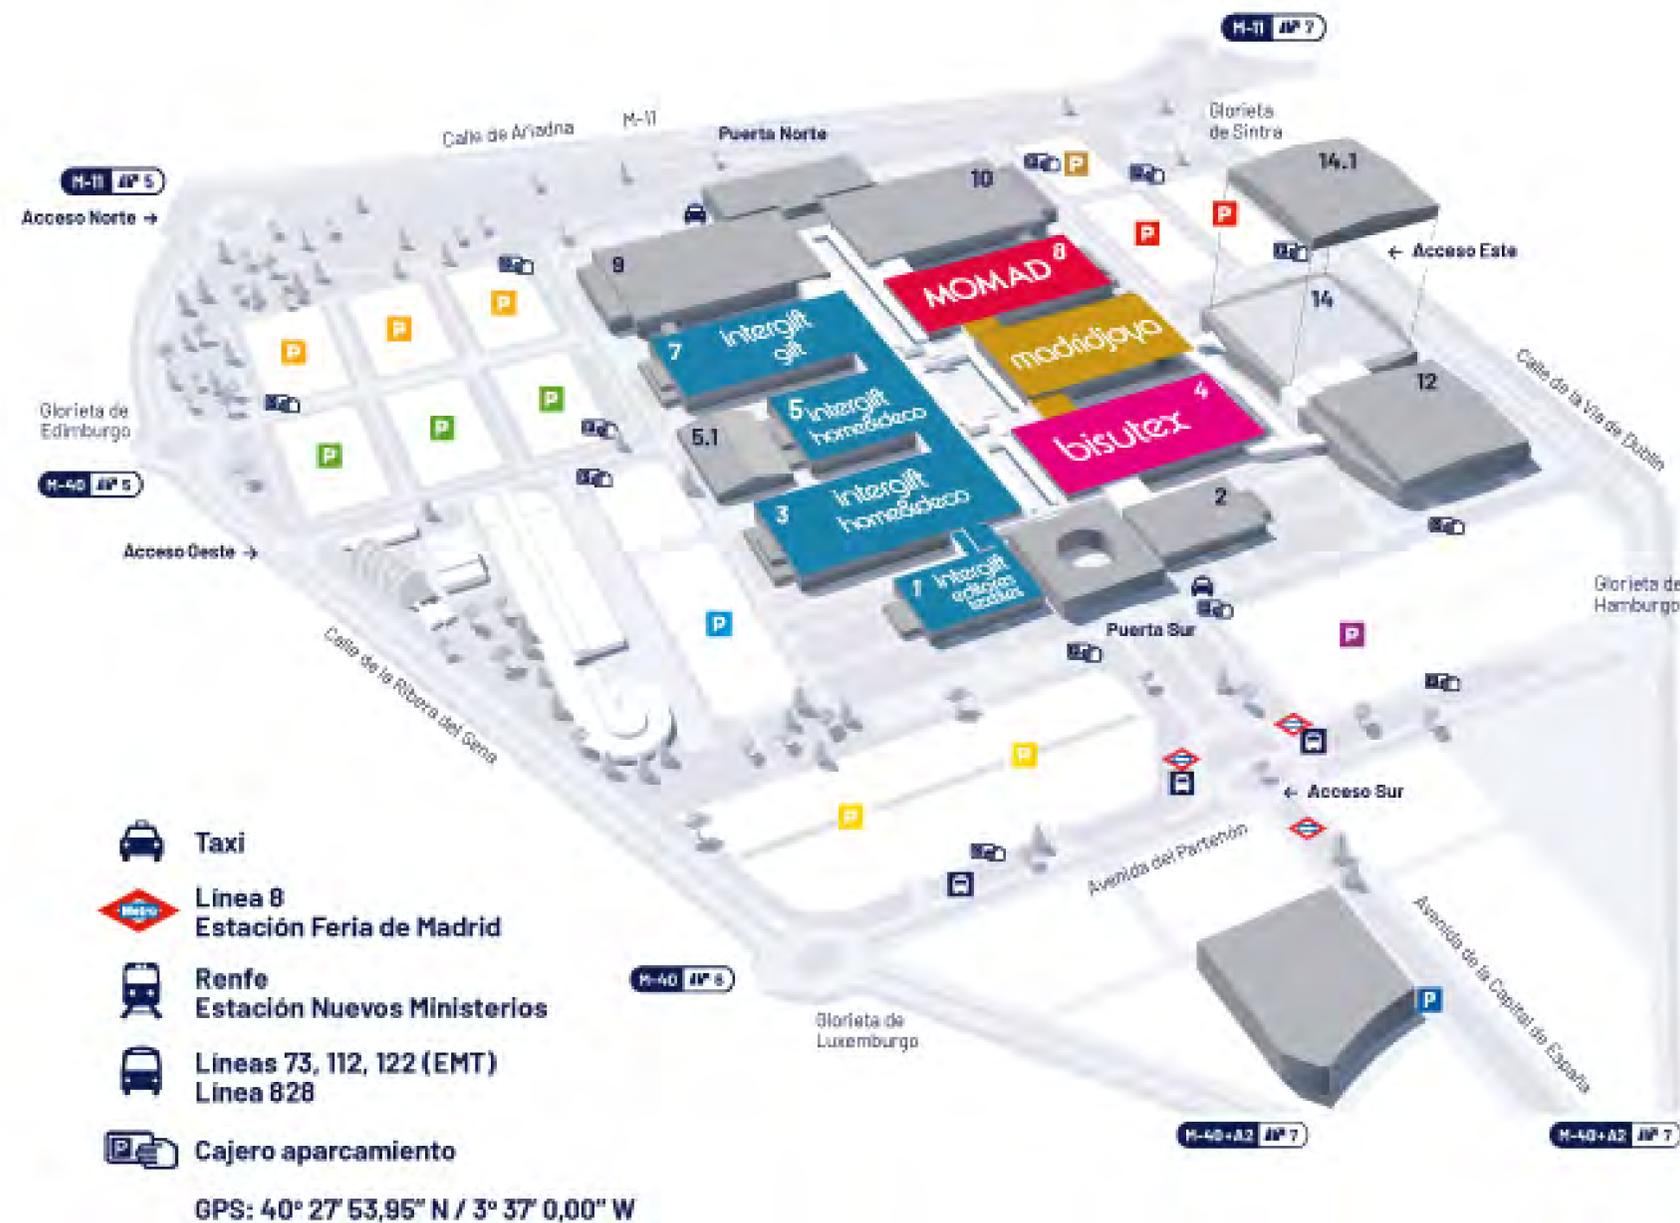 M-11 7
Glorieta
de Sintra
Calle de Ariadna
M-11
Puerta Norte
14.1
M-11 5
10
Acceso Norte →
P
P
P
← Acceso Este
9
8
MOMAD
14
P
P
P
7
intergift
gift
madridjoya
Calle de la Vía de Dublín
12
Glorieta de
Edimburgo
P
P
P
5
intergift
home&deco
4
bisutex
5.1
M-40 5
3
intergift
home&deco
2
Acceso Oeste →
1
intergift
editores
textiles
Glorieta de
Hamburgo
P
Puerta Sur
P
Calle de la Ribera del Sena
P
P
← Acceso Sur
Avenida del Partenón
Taxi
Metro
Línea 8
Estación Feria de Madrid
Avenida de la Capital de España
Renfe
Estación Nuevos Ministerios
M-40 6
P
Glorieta de
Luxemburgo
Líneas 73, 112, 122 (EMT)
Línea 828
M-40+A2 7
M-40+A2 7
P
Cajero aparcamiento
GPS: 40º 27' 53,95" N / 3º 37' 0,00" W